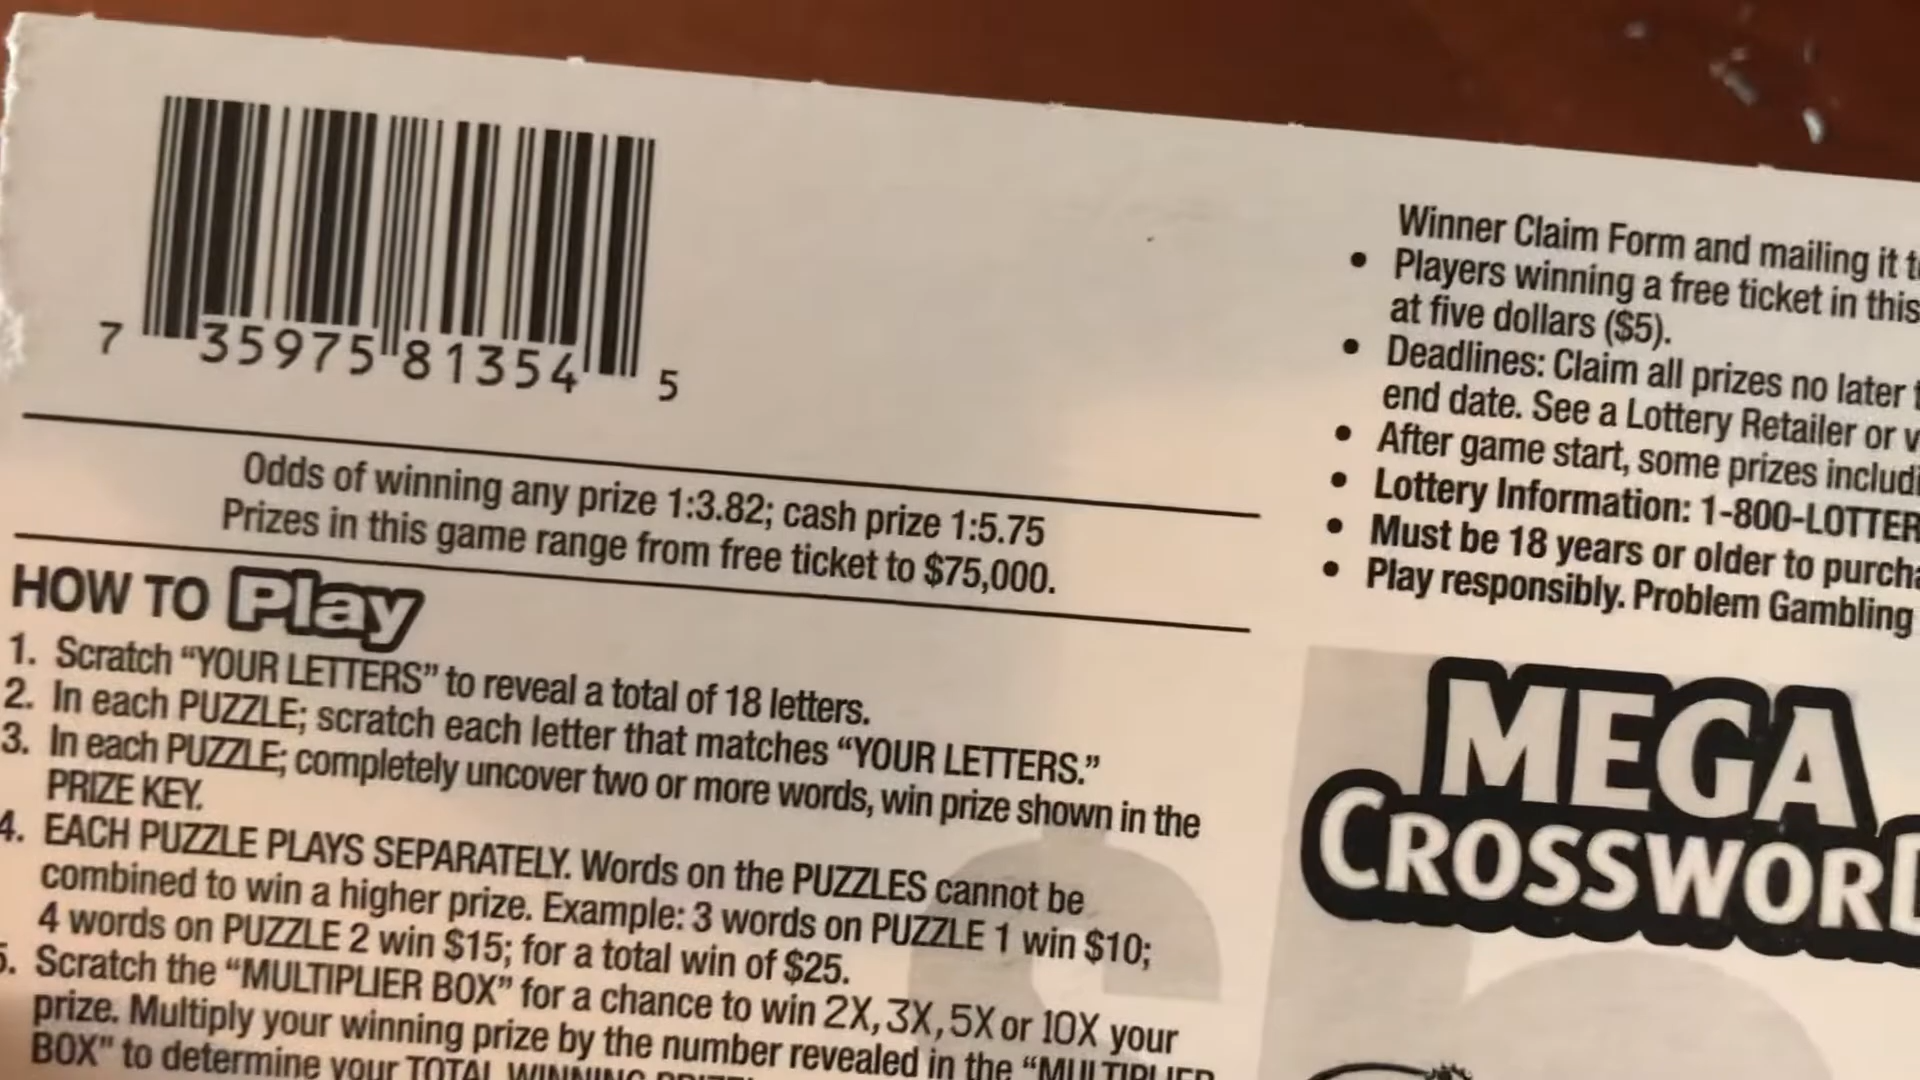 7 35975 81354 5
Odds of winning any prize 1:3.82; cash prize 1:5.75
Prizes in this game range from free ticket to $75,000.
HOW TO Play
1. Scratch “YOUR LETTERS” to reveal a total of 18 letters.
2. In each PUZZLE; scratch each letter that matches “YOUR LETTERS.”
3. In each PUZZLE; completely uncover two or more words, win prize shown in the
PRIZE KEY.
4. EACH PUZZLE PLAYS SEPARATELY. Words on the PUZZLES cannot be
combined to win a higher prize. Example: 3 words on PUZZLE 1 win $10;
4 words on PUZZLE 2 win $15; for a total win of $25.
5. Scratch the “MULTIPLIER BOX” for a chance to win 2X, 3X, 5X or 10X your
prize. Multiply your winning prize by the number revealed in the “MULTIPLIER
BOX” to determine your TOTAL WINNING
Winner Claim Form and mailing it
• Players winning a free ticket in this
at five dollars ($5).
• Deadlines: Claim all prizes no later
end date. See a Lottery Retailer or
• After game start, some prizes includi
• Lottery Information: 1-800-LOTTER
• Must be 18 years or older to purcha
• Play responsibly. Problem Gambling
MEGA
CROSSWORD